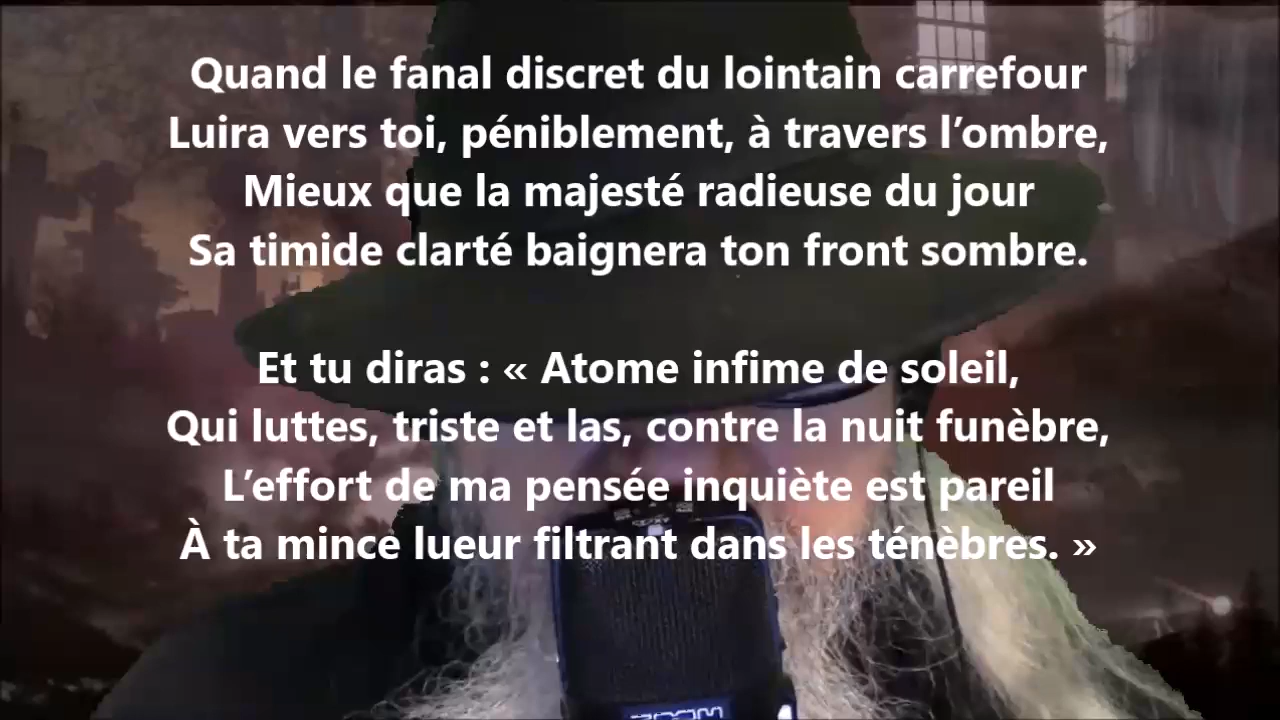 Quand le fanal discret du lointain carrefour
Luira vers toi, péniblement, à travers l’ombre,
Mieux que la majesté radieuse du jour
Sa timide clarté baignera ton front sombre.
Et tu diras : « Atome infime de soleil,
Qui luttes, triste et las, contre la nuit funèbre,
L’effort de ma pensée inquiète est pareil
À ta mince lueur filtrant dans les ténèbres. »
ZOOM